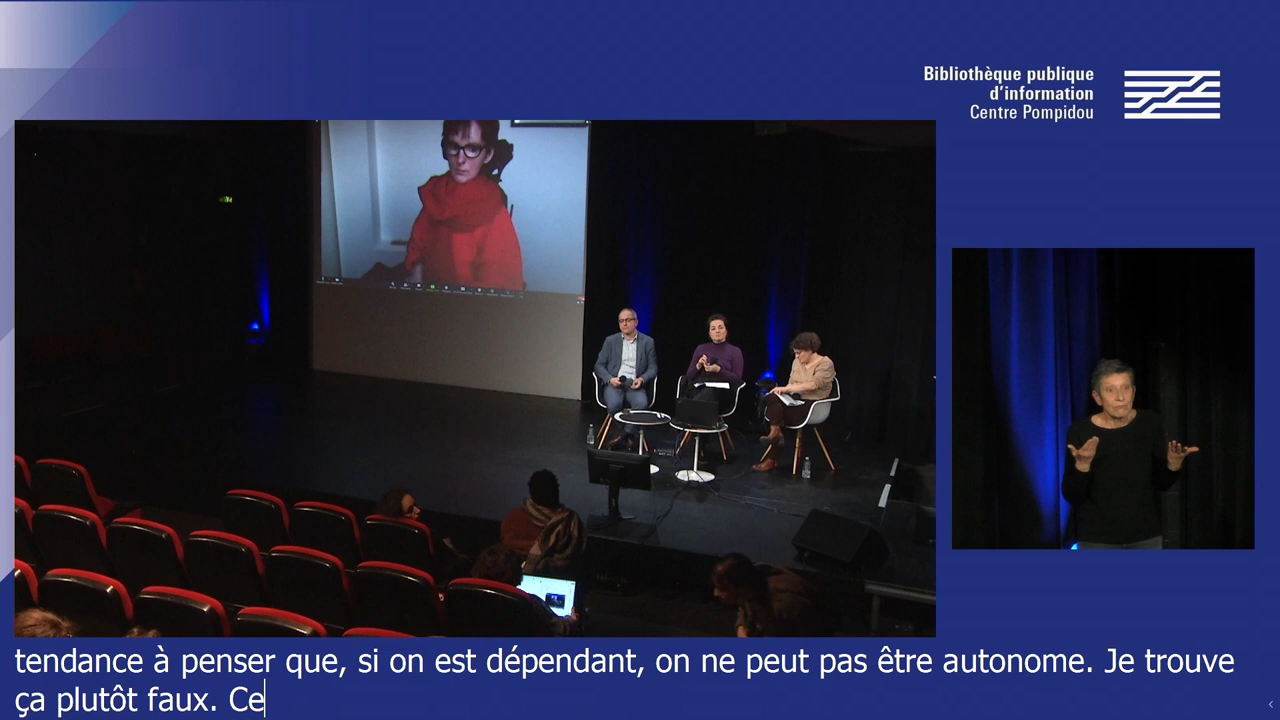 Bibliothèque publique
d'information
Centre Pompidou
tendance à penser que, si on est dépendant, on ne peut pas être autonome. Je trouve
ça plutôt faux. Ce